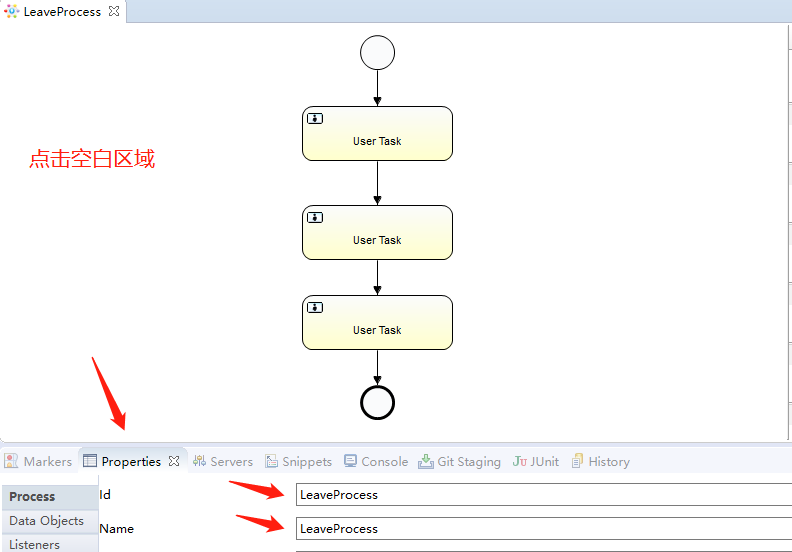 LeaveProcess
User Task
点击空白区域
User Task
User Task
Markers Properties Servers Snippets Console Git Staging JUnit History
Process
Id LeaveProcess
Data Objects
Name LeaveProcess
Listeners